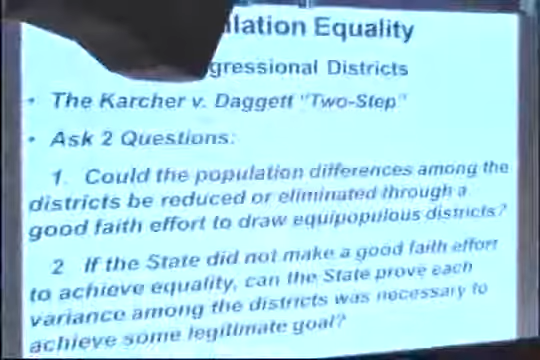 lation Equality
gressional Districts
• The Karcher v. Daggett "Two-Step"
• Ask 2 Questions:
1. Could the population differences among the
districts be reduced or eliminated through a
good faith effort to draw equipopulous districts?
2 If the State did not make a good faith effort
to achieve equality, can the State prove each
variance among the districts was necessary to
achieve some legitimate goal?